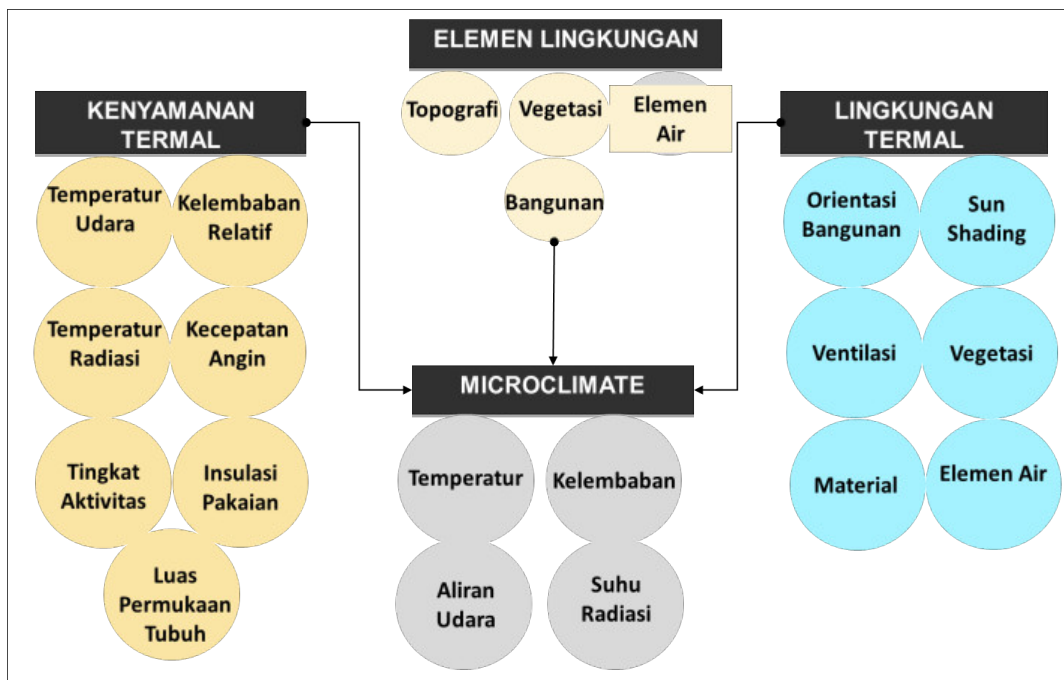 ELEMEN LINGKUNGAN
Topografi
Vegetasi
Elemen
Air
Bangunan
KENYAMANAN
TERMAL
Temperatur
Udara
Kelembaban
Relatif
Temperatur
Radiasi
Kecepatan
Angin
Tingkat
Aktivitas
Insulasi
Pakaian
Luas
Permukaan
Tubuh
MICROCLIMATE
Temperatur
Kelembaban
Aliran
Udara
Suhu
Radiasi
LINGKUNGAN
TERMAL
Orientasi
Bangunan
Sun
Shading
Ventilasi
Vegetasi
Material
Elemen Air